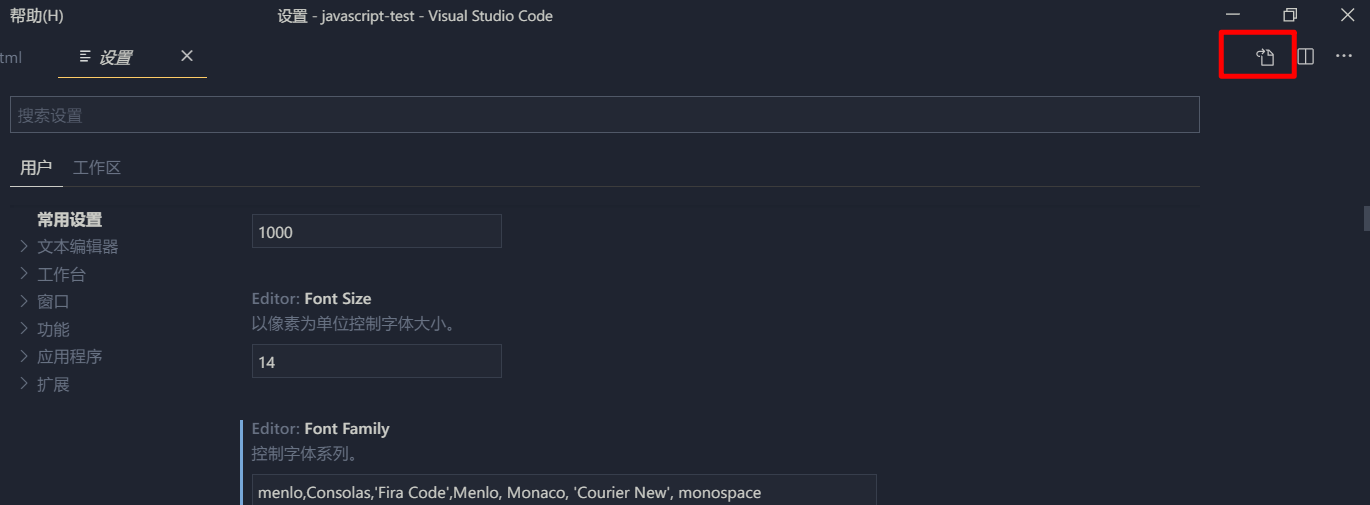 帮助(H)
设置 - javascript-test - Visual Studio Code
tml
设置
搜索设置
用户
工作区
常用设置
文本编辑器
工作台
窗口
功能
应用程序
扩展
1000
Editor: Font Size
以像素为单位控制字体大小。
14
Editor: Font Family
控制字体系列。
menlo,Consolas,'Fira Code',Menlo, Monaco, 'Courier New', monospace